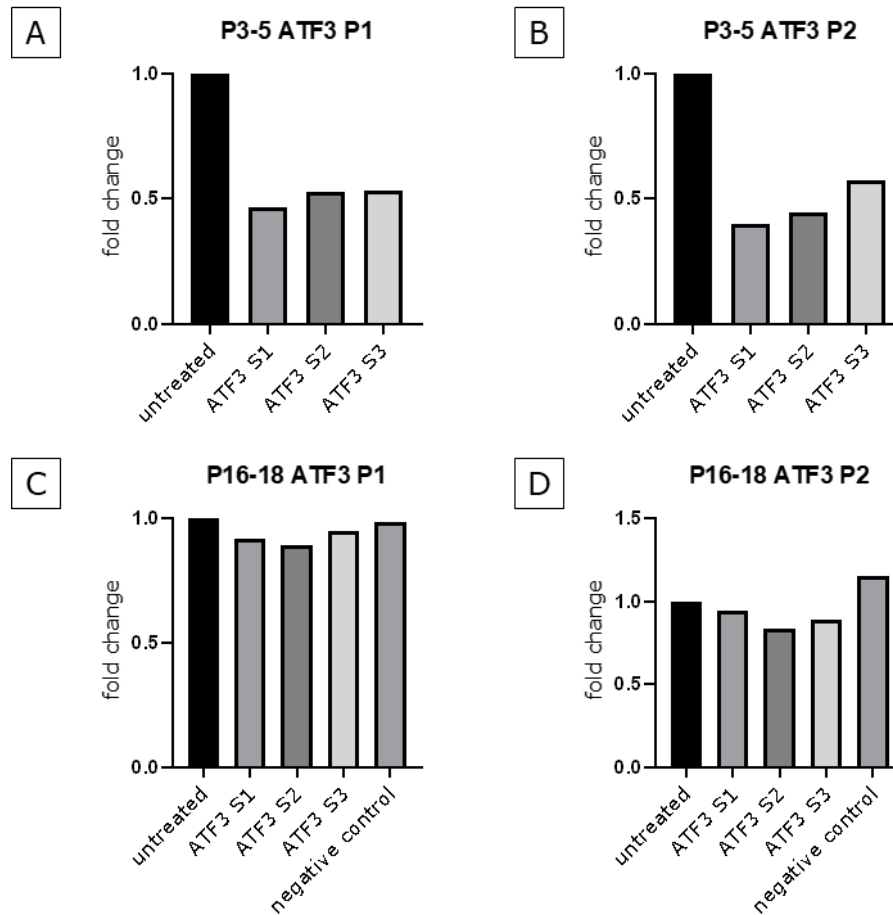 A
P3-5 ATF3 P1
1.0
0.5
0.0
fold change
untreated
ATF3 S1
ATF3 S2
ATF3 S3
B
P3-5 ATF3 P2
1.0
0.5
0.0
fold change
untreated
ATF3 S1
ATF3 S2
ATF3 S3
C
P16-18 ATF3 P1
1.0
0.5
0.0
fold change
untreated
ATF3 S1
ATF3 S2
ATF3 S3
negative control
D
P16-18 ATF3 P2
1.5
1.0
0.5
0.0
fold change
untreated
ATF3 S1
ATF3 S2
ATF3 S3
negative control